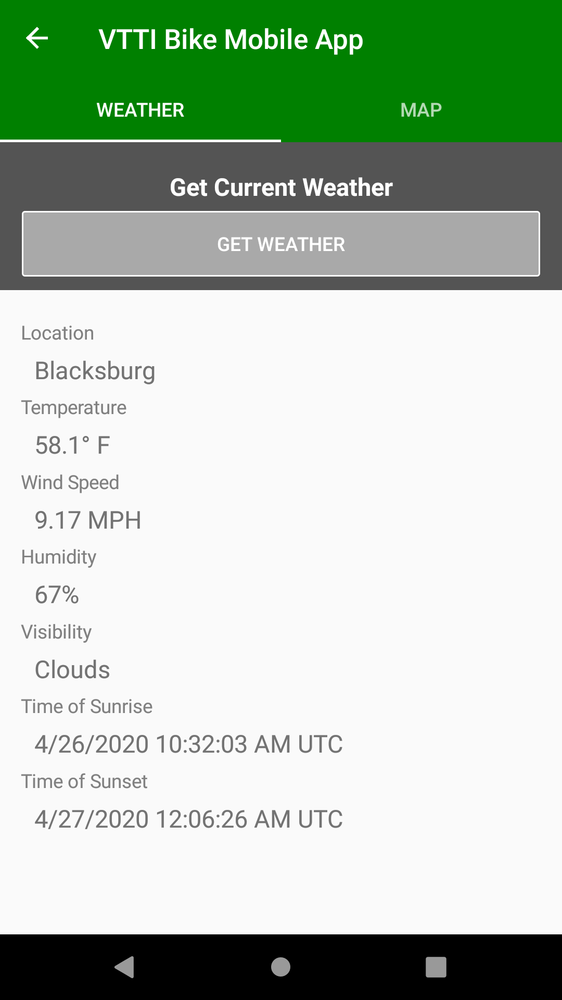 VTTI Bike Mobile App
WEATHER MAP
Get Current Weather
GET WEATHER
Location
Blacksburg
Temperature
58.1° F
Wind Speed
9.17 MPH
Humidity
67%
Visibility
Clouds
Time of Sunrise
4/26/2020 10:32:03 AM UTC
Time of Sunset
4/27/2020 12:06:26 AM UTC